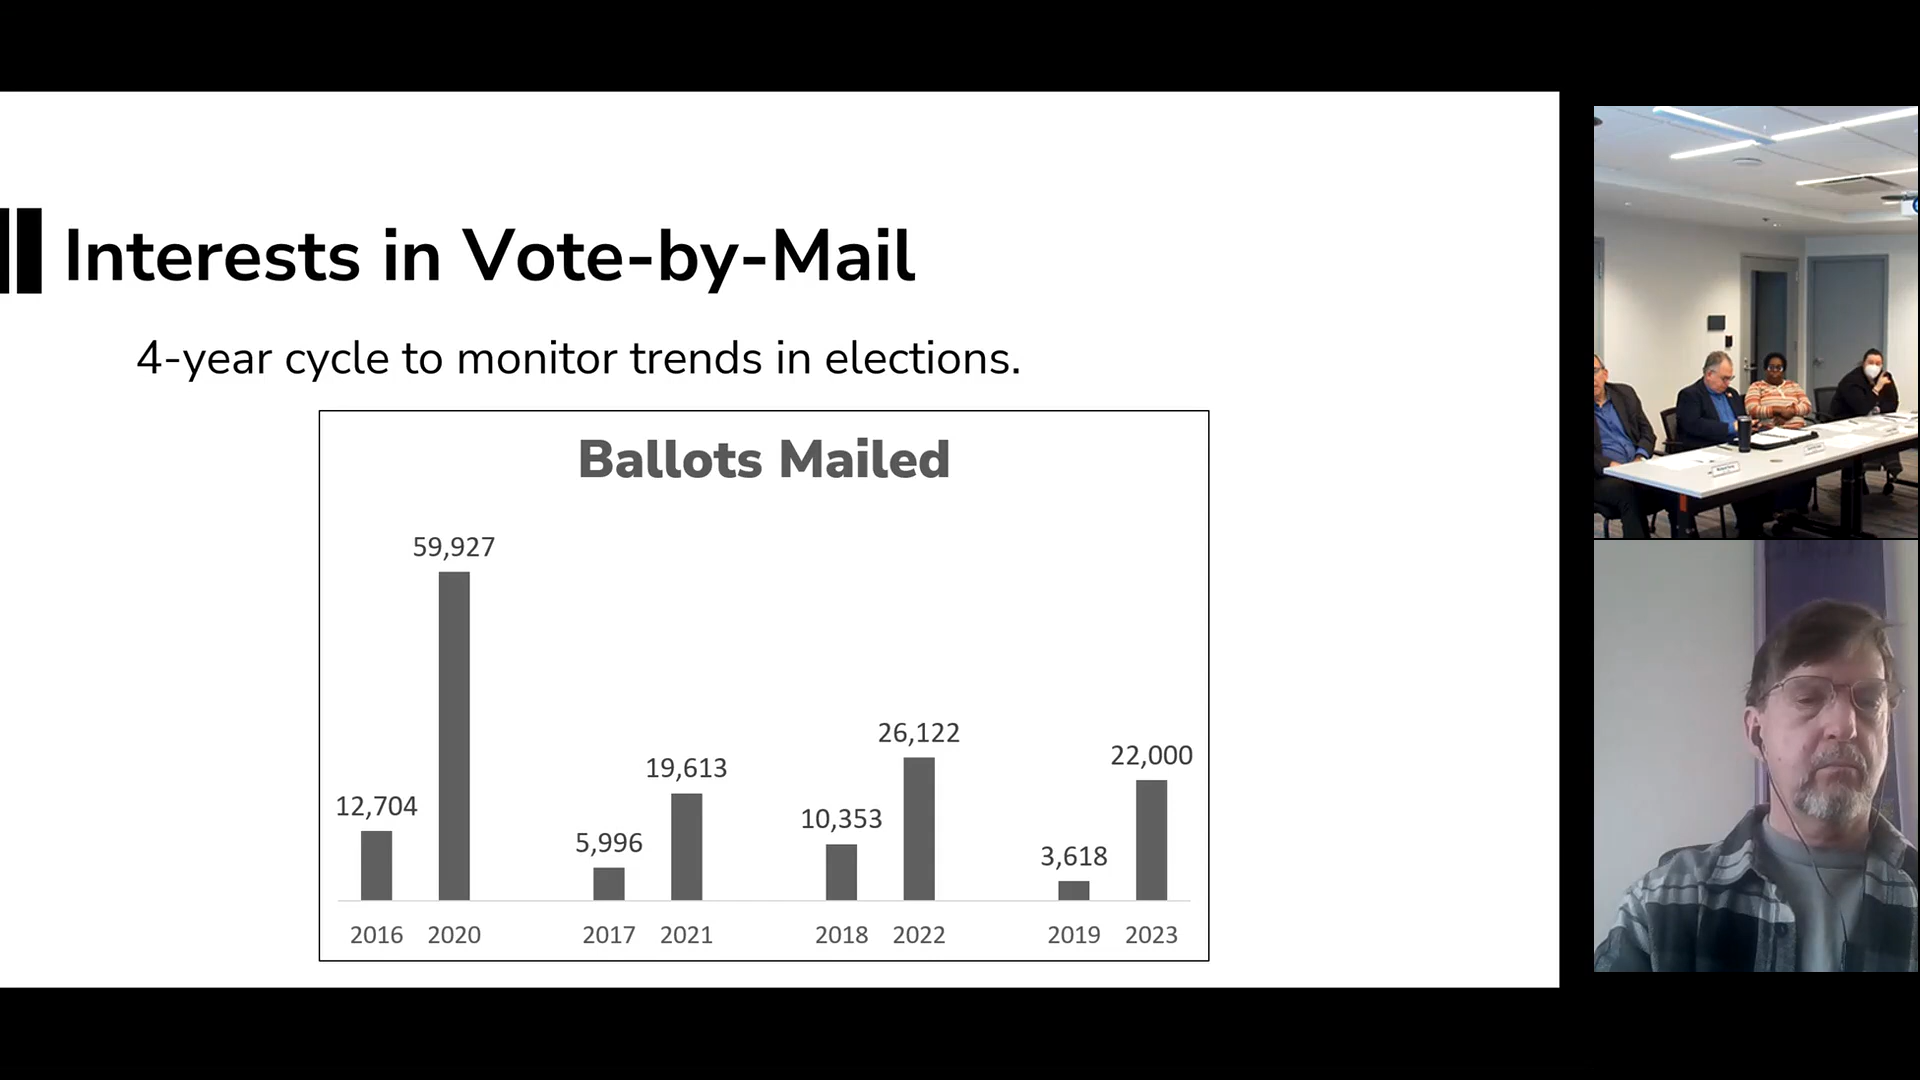 Interests in Vote-by-Mail
4-year cycle to monitor trends in elections.
Ballots Mailed
59,927
26,122
22,000
19,613
12,704
10,353
5,996
3,618
2016 2020 2017 2021 2018 2022 2019 2023